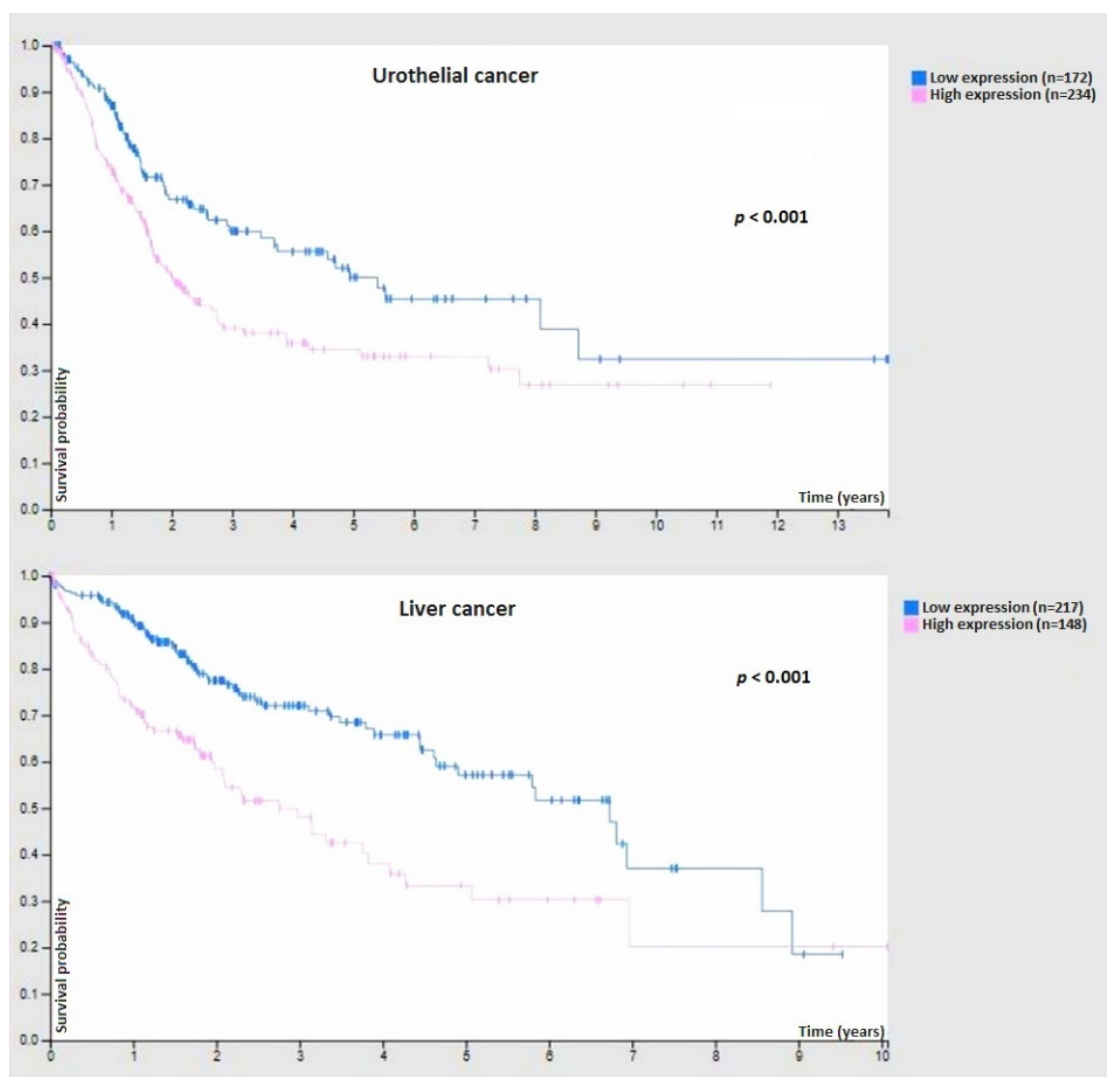 1.0
Urothelial cancer
Low expression (n=172)
High expression (n=234)
0.9
0.8
0.7
p < 0.001
0.6
0.5
0.4
0.3
0.2
0.1
0.0
Survival probability
Time (years)
0 1 2 3 4 5 6 7 8 9 10 11 12 13
1.0
Liver cancer
Low expression (n=217)
High expression (n=148)
0.9
0.8
p < 0.001
0.7
0.6
0.5
0.4
0.3
0.2
0.1
0.0
Survival probability
Time (years)
0 1 2 3 4 5 6 7 8 9 10